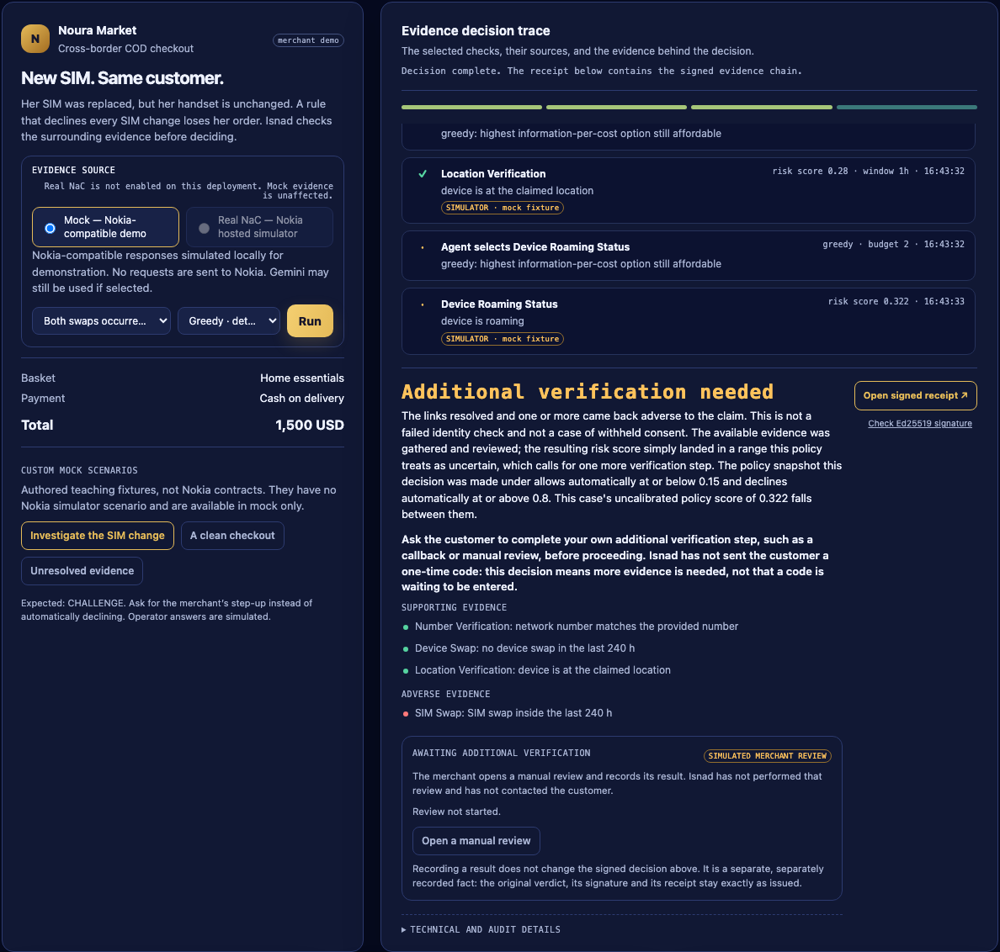 N
Noura Market
Cross-border COD checkout
merchant demo
New SIM. Same customer.
Her SIM was replaced, but her handset is unchanged. A rule
that declines every SIM change loses her order. Isnad checks
the surrounding evidence before deciding.
EVIDENCE SOURCE
Real NaC is not enabled on this deployment. Mock evidence
is unaffected.
Mock — Nokia-
compatible demo
Real NaC — Nokia
hosted simulator
Nokia-compatible responses simulated locally for
demonstration. No requests are sent to Nokia. Gemini may
still be used if selected.
Both swaps occurre...
Greedy · det...
Run
Basket
Home essentials
Payment
Cash on delivery
Total
1,500 USD
CUSTOM MOCK SCENARIOS
Authored teaching fixtures, not Nokia contracts. They have no
Nokia simulator scenario and are available in mock only.
Investigate the SIM change
A clean checkout
Unresolved evidence
Expected: CHALLENGE. Ask for the merchant's step-up instead of
automatically declining. Operator answers are simulated.
Evidence decision trace
The selected checks, their sources, and the evidence behind the decision.
Decision complete. The receipt below contains the signed evidence chain.
greedy: highest information-per-cost option still affordable
Location Verification
risk score 0.28 · window 1h · 16:43:32
device is at the claimed location
SIMULATOR · mock fixture
Agent selects Device Roaming Status
greedy · budget 2 · 16:43:32
greedy: highest information-per-cost option still affordable
Device Roaming Status
risk score 0.322 · 16:43:33
device is roaming
SIMULATOR · mock fixture
Additional verification needed
Open signed receipt ↗
Check Ed25519 signature
The links resolved and one or more came back adverse to the claim. This is not a
failed identity check and not a case of withheld consent. The available evidence was
gathered and reviewed; the resulting risk score simply landed in a range this policy
treats as uncertain, which calls for one more verification step. The policy snapshot this
decision was made under allows automatically at or below 0.15 and declines
automatically at or above 0.8. This case's uncalibrated policy score of 0.322 falls
between them.
Ask the customer to complete your own additional verification step, such as a
callback or manual review, before proceeding. Isnad has not sent the customer a
one-time code: this decision means more evidence is needed, not that a code is
waiting to be entered.
SUPPORTING EVIDENCE
Number Verification: network number matches the provided number
Device Swap: no device swap in the last 240 h
Location Verification: device is at the claimed location
ADVERSE EVIDENCE
SIM Swap: SIM swap inside the last 240 h
AWAITING ADDITIONAL VERIFICATION
SIMULATED MERCHANT REVIEW
The merchant opens a manual review and records its result. Isnad has not performed that
review and has not contacted the customer.
Review not started.
Open a manual review
Recording a result does not change the signed decision above. It is a separate, separately
recorded fact: the original verdict, its signature and its receipt stay exactly as issued.
TECHNICAL AND AUDIT DETAILS